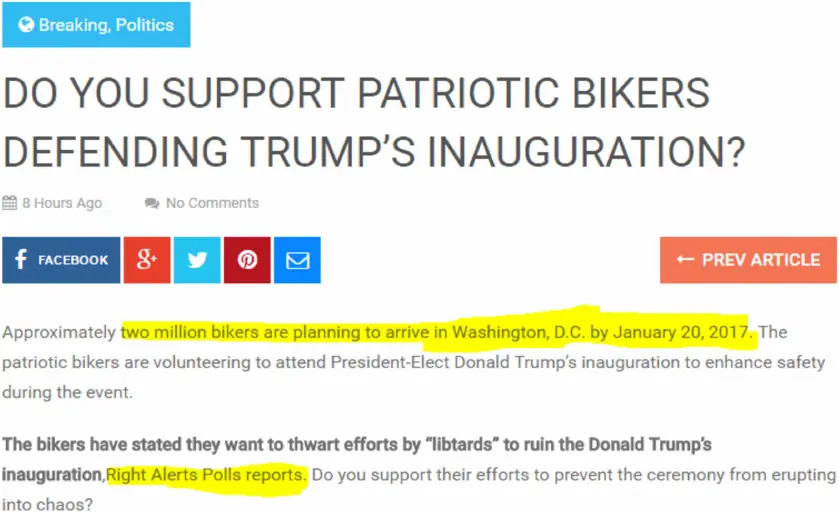 Breaking, Politics
DO YOU SUPPORT PATRIOTIC BIKERS
DEFENDING TRUMP’S INAUGURATION?
8 Hours Ago No Comments
f FACEBOOK g+ ← PREV ARTICLE
Approximately two million bikers are planning to arrive in Washington, D.C. by January 20, 2017. The
patriotic bikers are volunteering to attend President-Elect Donald Trump’s inauguration to enhance safety
during the event.
The bikers have stated they want to thwart efforts by “libtards” to ruin the Donald Trump’s
inauguration,Right Alerts Polls reports. Do you support their efforts to prevent the ceremony from erupting
into chaos?